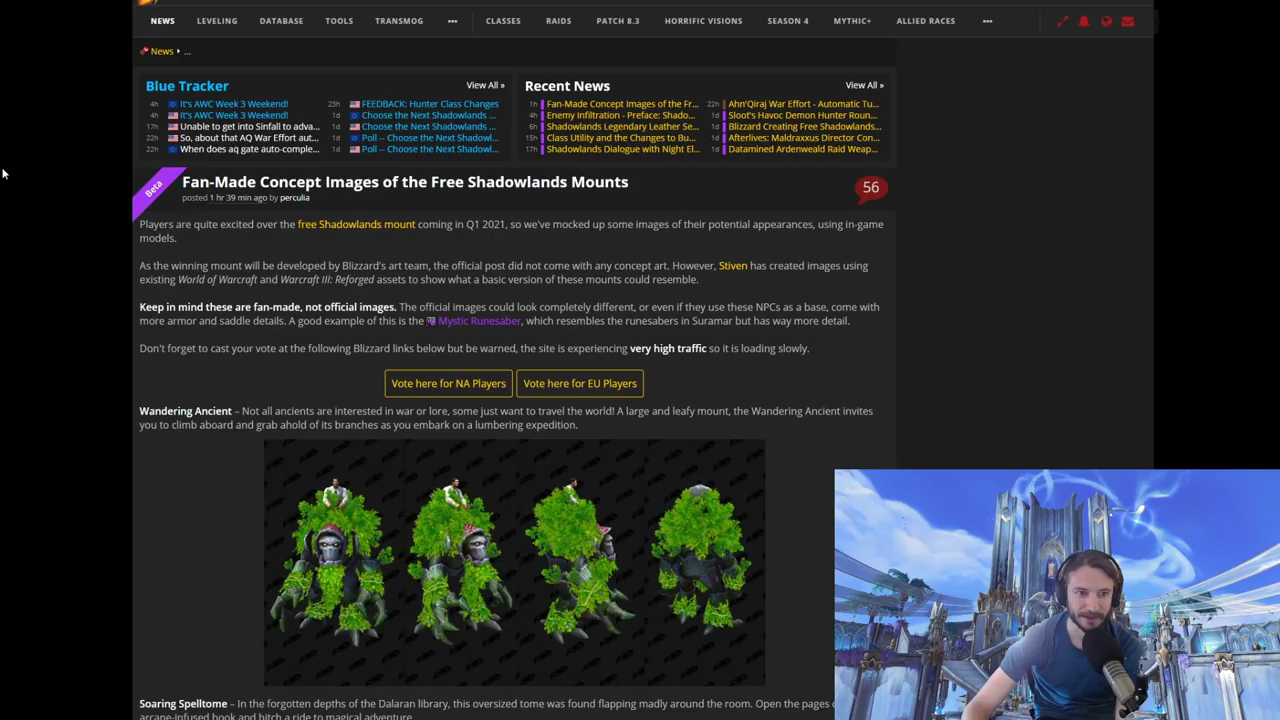 NEWS LEVELING DATABASE TOOLS TRANSMOG ••• CLASSES RAIDS PATCH 8.3 HORRIFIC VISIONS SEASON 4 MYTHIC+ ALLIED RACES •••
News ▸ ...
Blue Tracker View All »
4h It's AWC Week 3 Weekend! 23h FEEDBACK: Hunter Class Changes
4h It's AWC Week 3 Weekend! 1d Choose the Next Shadowlands ...
17h Unable to get into Sinfall to adva... 1d Choose the Next Shadowlands ...
22h So, about that AQ War Effort aut... 1d Poll -- Choose the Next Shadowl...
22h When does aq gate auto-comple... 1d Poll -- Choose the Next Shadowl...
Recent News View All »
1h Fan-Made Concept Images of the Fr... 22h Ahn'Qiraj War Effort - Automatic Tu...
4h Enemy Infiltration - Preface: Shado... 1d Sloot's Havoc Demon Hunter Roun...
6h Shadowlands Legendary Leather Se... 1d Blizzard Creating Free Shadowlands...
15h Class Utility and the Changes to Bu... 1d Afterlives: Maldraxxus Director Con...
17h Shadowlands Dialogue with Night El... 1d Datamined Ardenweald Raid Weap...
Beta
Fan-Made Concept Images of the Free Shadowlands Mounts
56
posted 1 hr 39 min ago by perculia
Players are quite excited over the free Shadowlands mount coming in Q1 2021, so we've mocked up some images of their potential appearances, using in-game
models.
As the winning mount will be developed by Blizzard's art team, the official post did not come with any concept art. However, Stiven has created images using
existing World of Warcraft and Warcraft III: Reforged assets to show what a basic version of these mounts could resemble.
Keep in mind these are fan-made, not official images. The official images could look completely different, or even if they use these NPCs as a base, come with
more armor and saddle details. A good example of this is the Mystic Runesaber, which resembles the runesabers in Suramar but has way more detail.
Don't forget to cast your vote at the following Blizzard links below but be warned, the site is experiencing very high traffic so it is loading slowly.
Vote here for NA Players Vote here for EU Players
Wandering Ancient – Not all ancients are interested in war or lore, some just want to travel the world! A large and leafy mount, the Wandering Ancient invites
you to climb aboard and grab ahold of its branches as you embark on a lumbering expedition.
Soaring Spelltome – In the forgotten depths of the Dalaran library, this oversized tome was found flapping madly around the room. Open the pages
arcane-infused book and hitch a ride to magical adventure